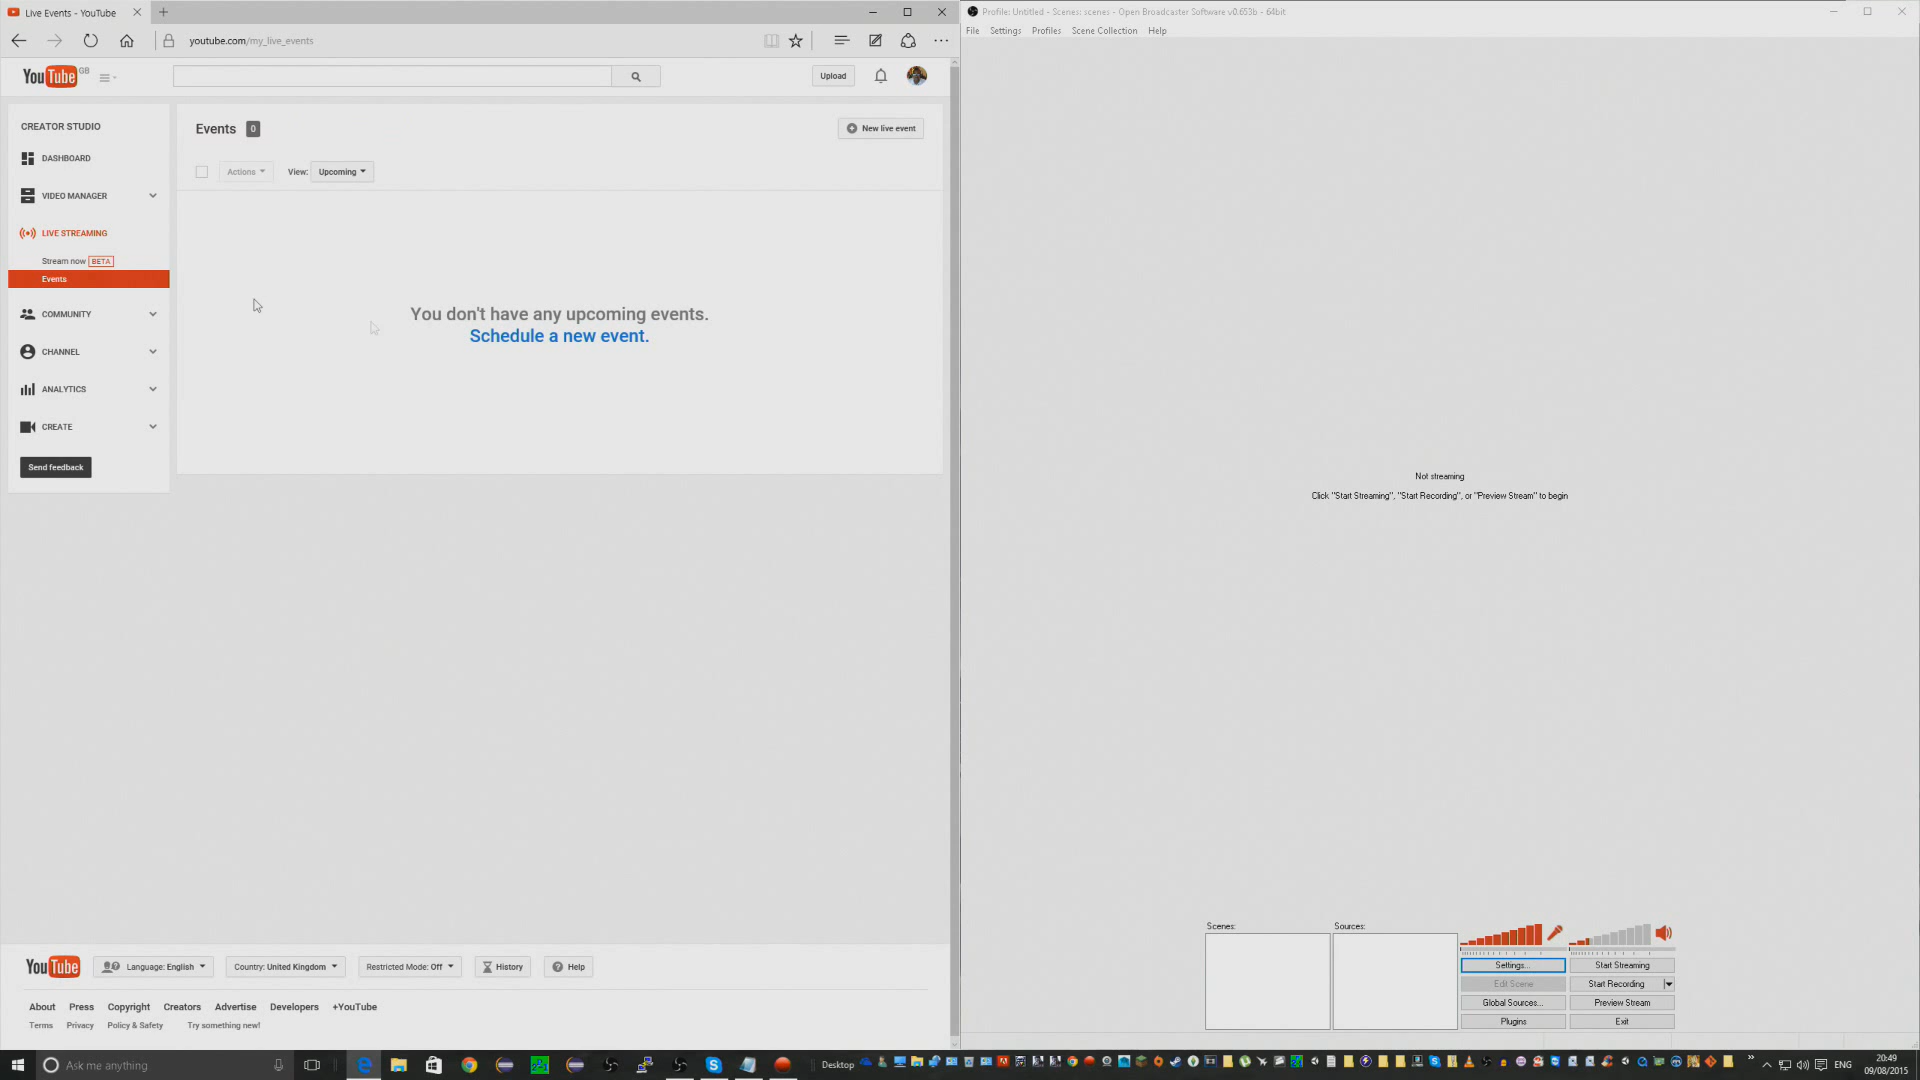 Live Events - YouTube
youtube.com/my_live_events
YouTube GB
Upload
CREATOR STUDIO
DASHBOARD
VIDEO MANAGER
LIVE STREAMING
Stream now BETA
Events
COMMUNITY
CHANNEL
ANALYTICS
CREATE
Send feedback
Events 0
New live event
Actions
View: Upcoming
You don't have any upcoming events.
Schedule a new event.
YouTube
Language: English
Country: United Kingdom
Restricted Mode: Off
History
Help
About Press Copyright Creators Advertise Developers +YouTube
Terms Privacy Policy & Safety Try something new!
Profile: Untitled - Scenes: scenes - Open Broadcaster Software v0.653b - 64bit
File Settings Profiles Scene Collection Help
Not streaming
Click "Start Streaming", "Start Recording", or "Preview Stream" to begin
Scenes:
Sources:
Settings...
Start Streaming
Edit Scene
Start Recording
Global Sources...
Preview Stream
Plugins
Exit
Ask me anything
Desktop
ENG
20:49
09/08/2015